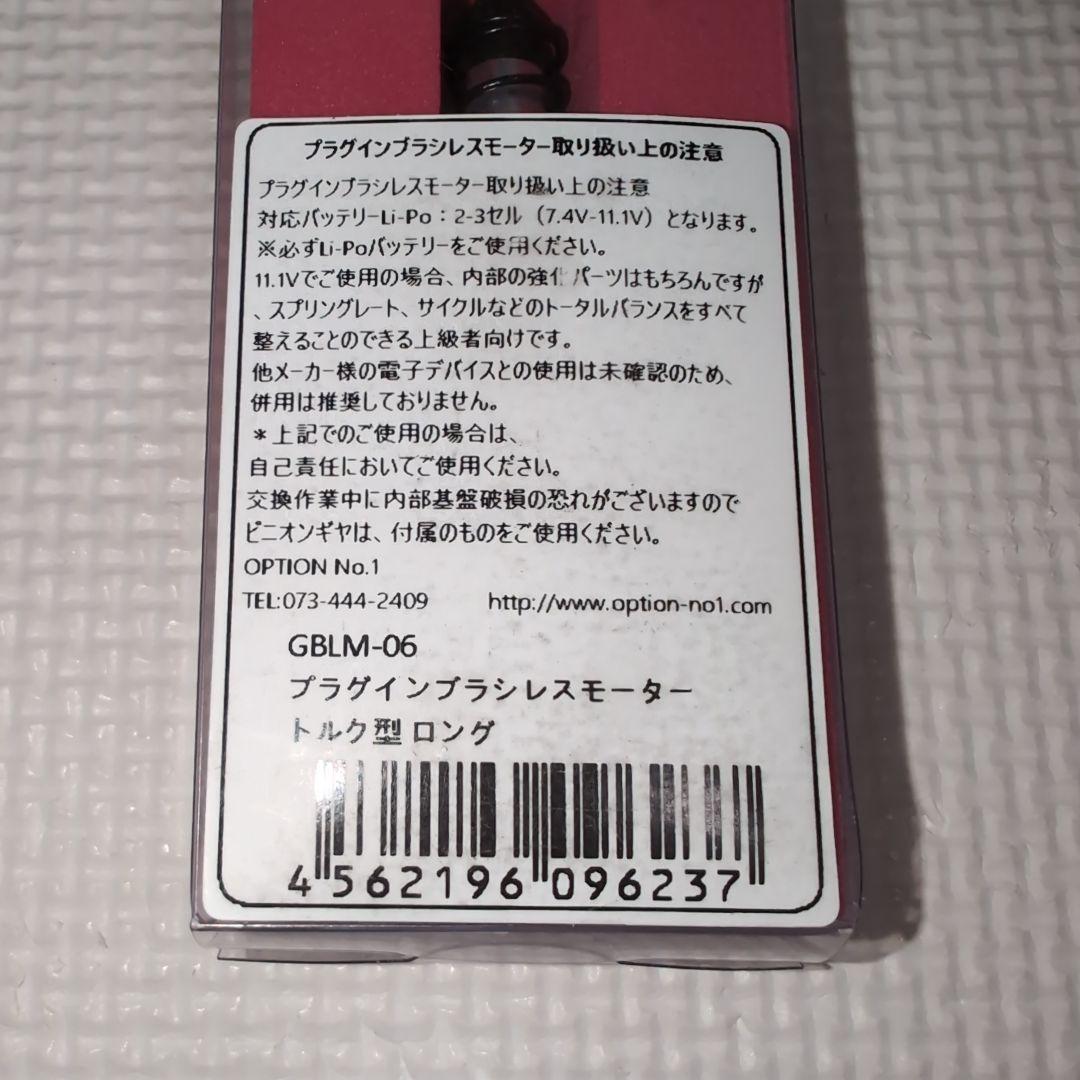 プラグインブラシレスモーター取り扱い上の注意
プラグインブラシレスモーター取り扱い上の注意
対応バッテリーLi-Po：2-3セル（7.4V-11.1V）となります。
※必ずLi-Poバッテリーをご使用ください。
11.1Vでご使用の場合、内部の強化パーツはもちろんですが
、スプリングレート、サイクルなどのトータルバランスをすべて
整えることのできる上級者向けです。
他メーカー様の電子デバイスとの使用は未確認のため、
併用は推奨しておりません。
＊上記でのご使用の場合は、
自己責任においてご使用ください。
交換作業中に内部基盤破損の恐れがございますので
ピニオンギヤは、付属のものをご使用ください。
OPTION No.1
TEL:073-444-2409 http://www.option-no1.com
GBLM-06
プラグインブラシレスモーター
トルク型 ロング
4 562196 096237